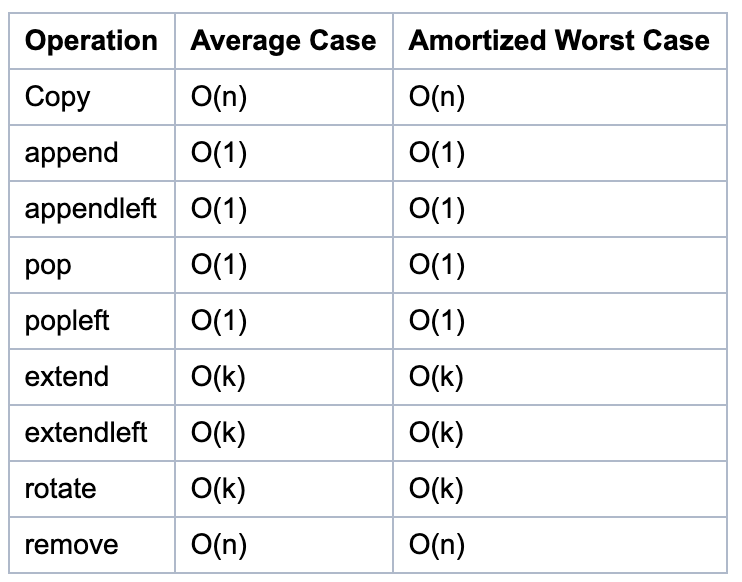 Operation Average Case Amortized Worst Case
Copy O(n) O(n)
append O(1) O(1)
appendleft O(1) O(1)
pop O(1) O(1)
popleft O(1) O(1)
extend O(k) O(k)
extendleft O(k) O(k)
rotate O(k) O(k)
remove O(n) O(n)